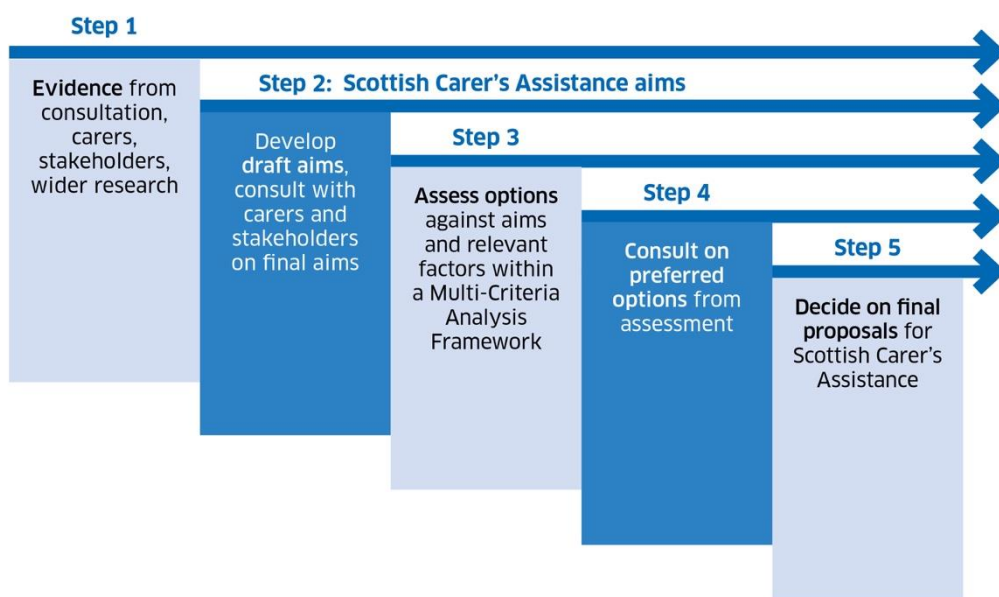 Step 1
Evidence from
consultation,
carers,
stakeholders,
wider research
Step 2: Scottish Carer's Assistance aims
Develop
draft aims,
consult with
carers and
stakeholders
on final aims
Step 3
Assess options
against aims
and relevant
factors within
a Multi-Criteria
Analysis
Framework
Step 4
Consult on
preferred
options from
assessment
Step 5
Decide on final
proposals for
Scottish Carer's
Assistance